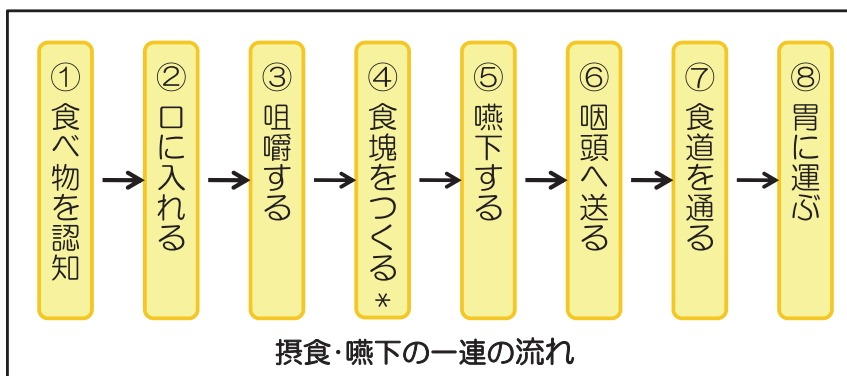 ①食べ物を認知
②口に入れる
③咀嚼する
④食塊をつくる*
⑤嚥下する
⑥咽頭へ送る
⑦食道を通る
⑧胃に運ぶ
摂食・嚥下の一連の流れ